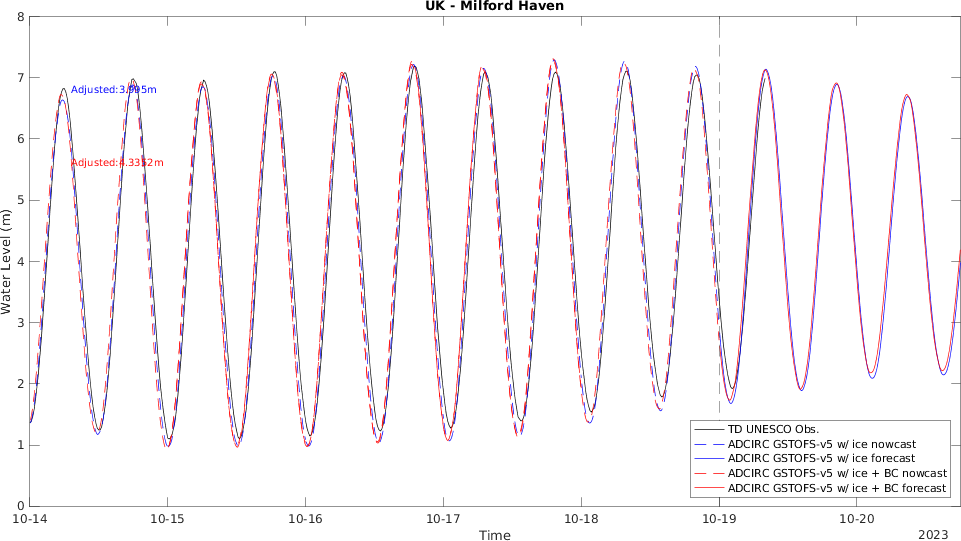 UK - Milford Haven
8
7
6
5
4
3
2
1
0
Water Level (m)
Adjusted:3.995m
Adjusted:4.3352m
TD UNESCO Obs.
ADCIRC GSTOFS-v5 w/ ice nowcast
ADCIRC GSTOFS-v5 w/ ice forecast
ADCIRC GSTOFS-v5 w/ ice + BC nowcast
ADCIRC GSTOFS-v5 w/ ice + BC forecast
10-14 10-15 10-16 10-17 10-18 10-19 10-20
Time
2023